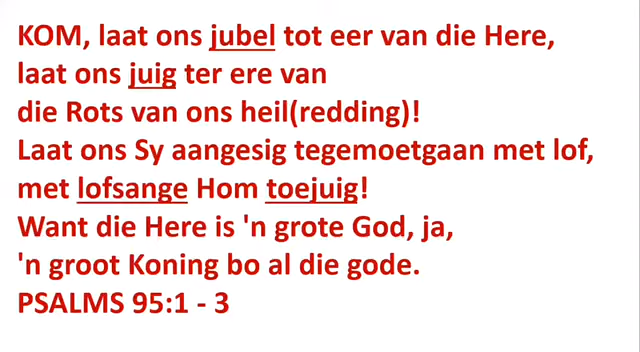 KOM, laat ons jubel tot eer van die Here,
laat ons juig ter ere van
die Rots van ons heil(redding)!
Laat ons Sy aangesig tegemoetgaan met lof,
met lofsange Hom toejuig!
Want die Here is 'n grote God, ja,
'n groot Koning bo al die gode.
PSALMS 95:1 - 3